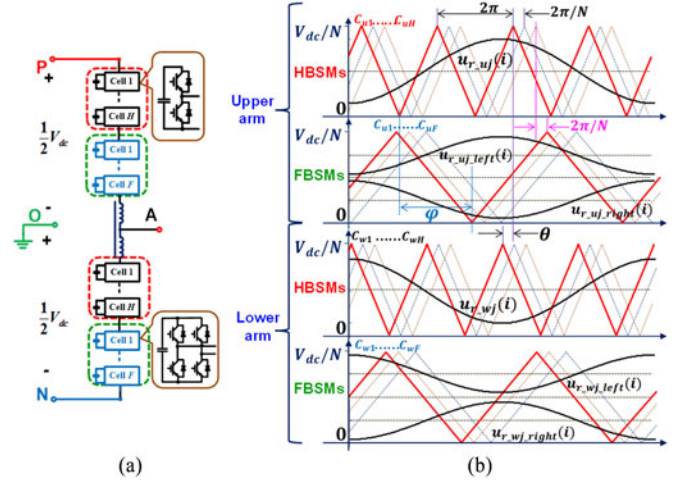 P
+
Cell 1
Cell H
1/2 V_dc
Cell 1
Cell F
O
-
+
A
Cell 1
Cell H
1/2 V_dc
Cell 1
Cell F
-
N
(a)
Upper arm
Lower arm
C_u1......C_uH
2π
2π/N
V_dc/N
HBSMs
u_r_uj(i)
0
C_u1......C_uF
2π/N
V_dc/N
FBSMs
u_r_uj_left(i)
u_r_uj_right(i)
φ
0
θ
C_w1......C_wH
V_dc/N
HBSMs
u_r_wj(i)
0
C_w1......C_wF
V_dc/N
FBSMs
u_r_wj_left(i)
u_r_wj_right(i)
0
(b)